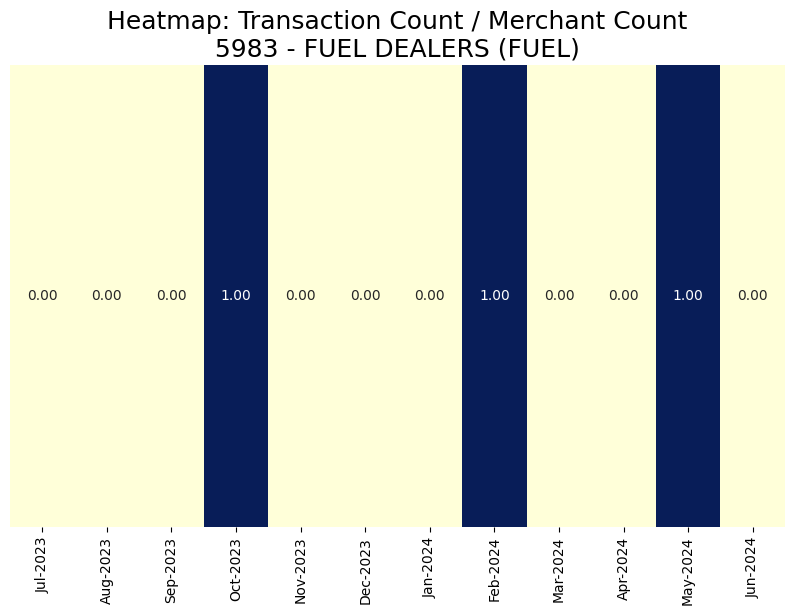 Heatmap: Transaction Count / Merchant Count
5983 - FUEL DEALERS (FUEL)
0.00 0.00 0.00 1.00 0.00 0.00 0.00 1.00 0.00 0.00 1.00 0.00
Jul-2023 Aug-2023 Sep-2023 Oct-2023 Nov-2023 Dec-2023 Jan-2024 Feb-2024 Mar-2024 Apr-2024 May-2024 Jun-2024